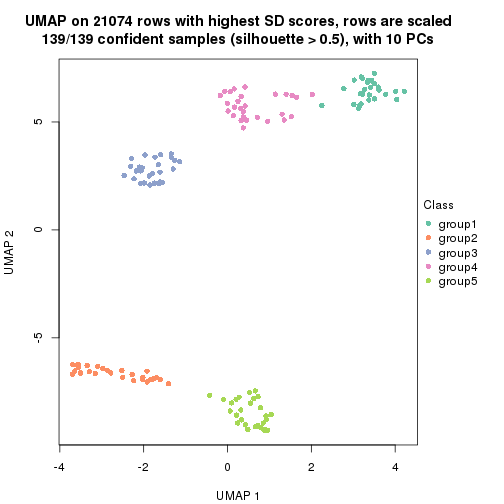 UMAP on 21074 rows with highest SD scores, rows are scaled
139/139 confident samples (silhouette > 0.5), with 10 PCs
5
0
-5
UMAP 2
-4
-2
0
2
4
UMAP 1
Class
group1
group2
group3
group4
group5